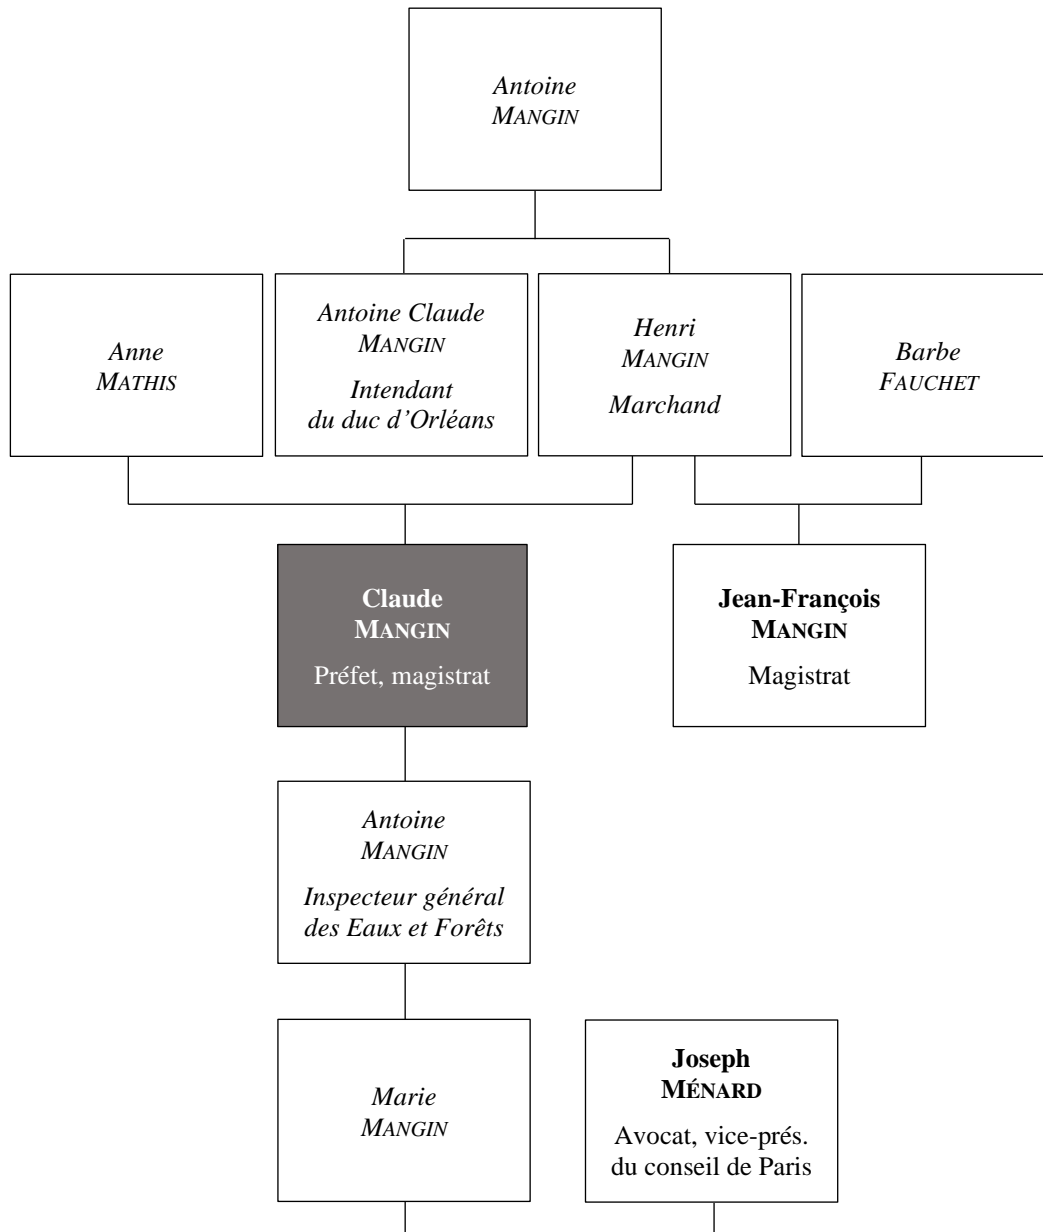 Antoine
MANGIN
Anne
MATHIS
Antoine Claude
MANGIN
Intendant
du duc d’Orléans
Henri
MANGIN
Marchand
Barbe
FAUCHET
Claude
MANGIN
Préfet, magistrat
Jean-François
MANGIN
Magistrat
Antoine
MANGIN
Inspecteur général
des Eaux et Forêts
Marie
MANGIN
Joseph
MÉNARD
Avocat, vice-prés.
du conseil de Paris